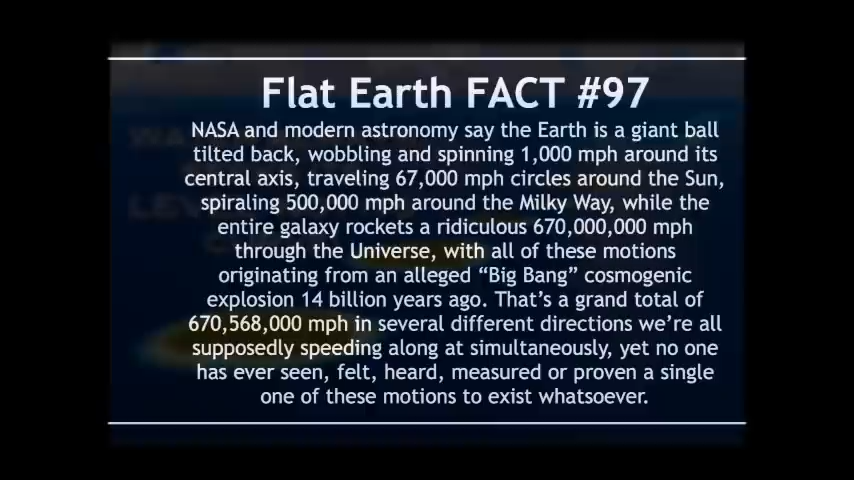 Flat Earth FACT #97
NASA and modern astronomy say the Earth is a giant ball
tilted back, wobbling and spinning 1,000 mph around its
central axis, traveling 67,000 mph circles around the Sun,
spiraling 500,000 mph around the Milky Way, while the
entire galaxy rockets a ridiculous 670,000,000 mph
through the Universe, with all of these motions
originating from an alleged “Big Bang” cosmogenic
explosion 14 billion years ago. That’s a grand total of
670,568,000 mph in several different directions we’re all
supposedly speeding along at simultaneously, yet no one
has ever seen, felt, heard, measured or proven a single
one of these motions to exist whatsoever.